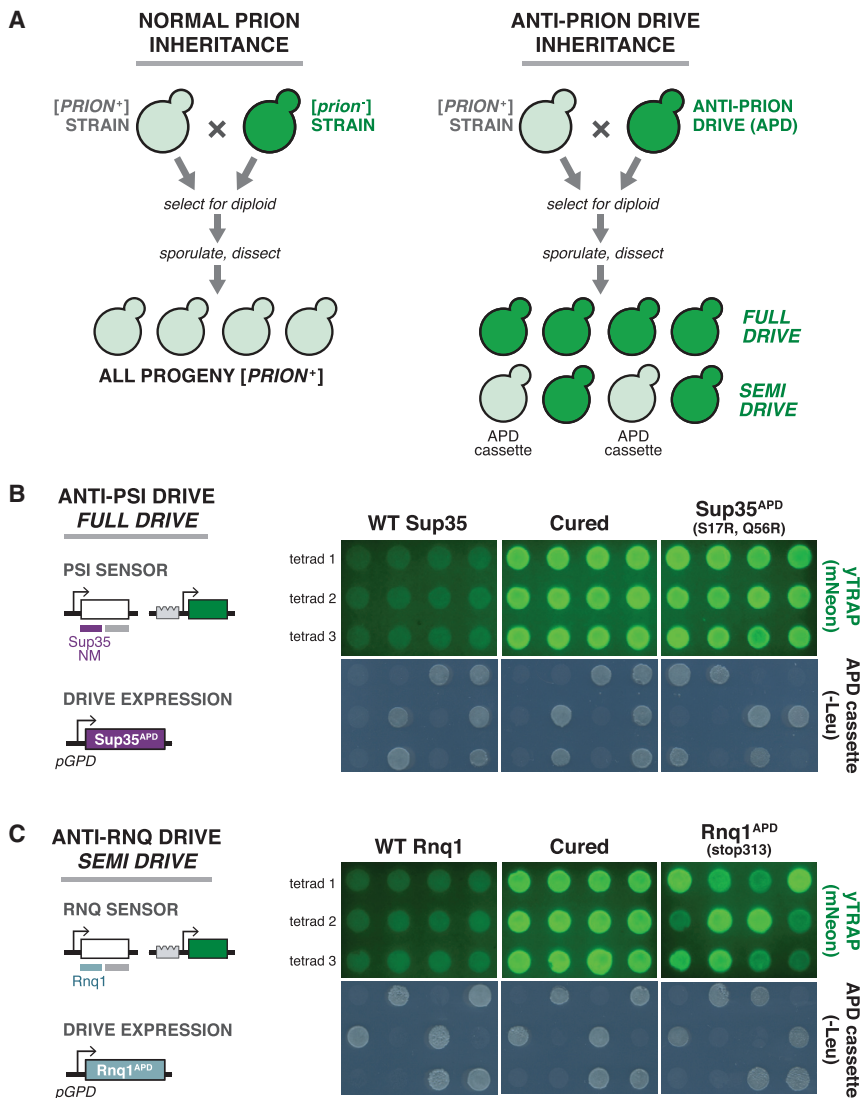 A
NORMAL PRION
INHERITANCE
[PRION⁺]
STRAIN
×
[prion⁻]
STRAIN
select for diploid
sporulate, dissect
ALL PROGENY [PRION⁺]
ANTI-PRION DRIVE
INHERITANCE
[PRION⁺]
STRAIN
×
ANTI-PRION
DRIVE (APD)
select for diploid
sporulate, dissect
FULL
DRIVE
SEMI
DRIVE
APD
cassette
APD
cassette
B
ANTI-PSI DRIVE
FULL DRIVE
PSI SENSOR
Sup35
NM
DRIVE EXPRESSION
Sup35ᴬᴾᴰ
pGPD
WT Sup35
Cured
Sup35ᴬᴾᴰ
(S17R, Q56R)
tetrad 1
tetrad 2
tetrad 3
yTRAP
(mNeon)
APD cassette
(-Leu)
C
ANTI-RNQ DRIVE
SEMI DRIVE
RNQ SENSOR
Rnq1
DRIVE EXPRESSION
Rnq1ᴬᴾᴰ
pGPD
WT Rnq1
Cured
Rnq1ᴬᴾᴰ
(stop313)
tetrad 1
tetrad 2
tetrad 3
yTRAP
(mNeon)
APD cassette
(-Leu)